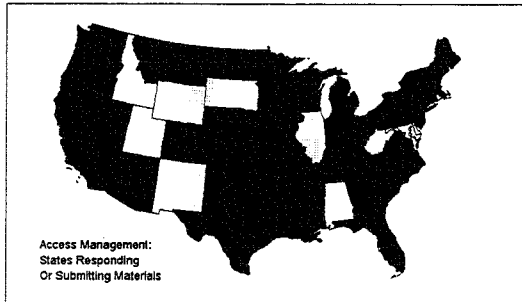 Access Management:
States Responding
Or Submitting Materials